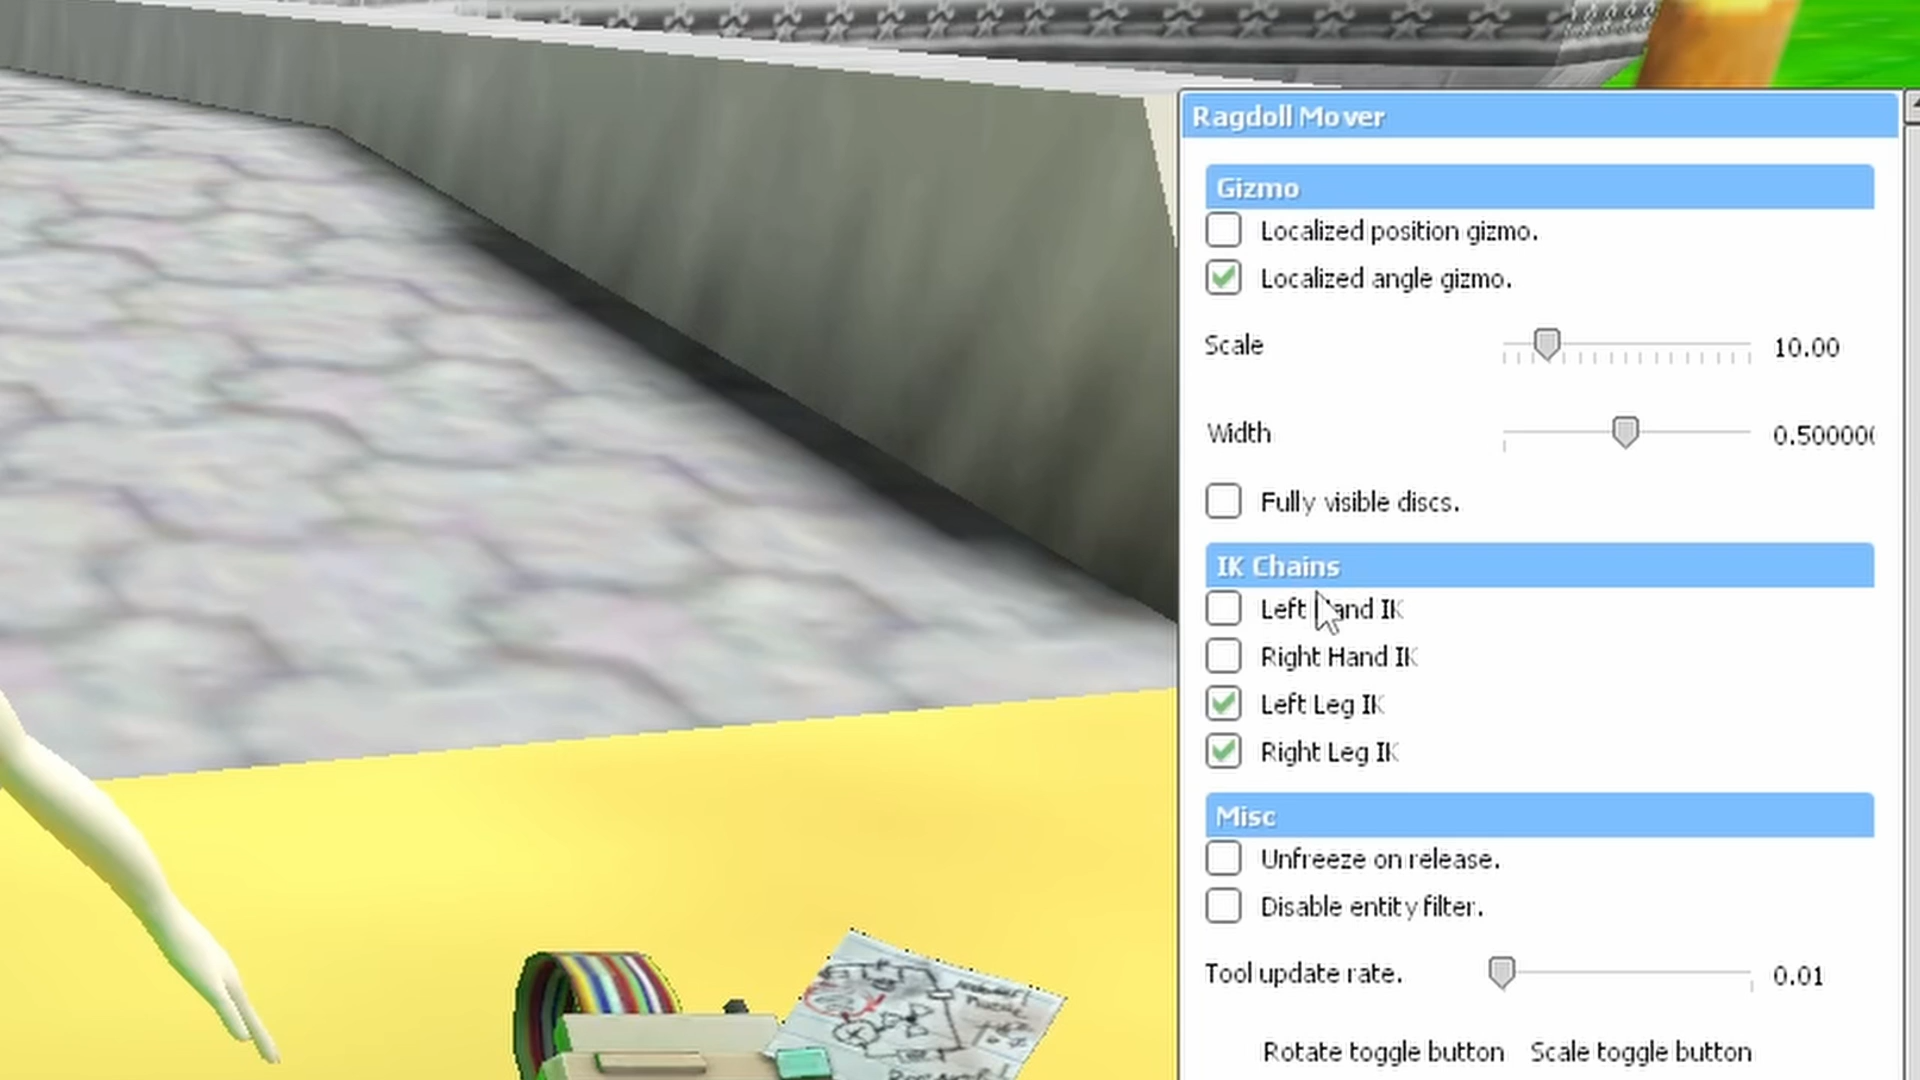 Ragdoll Mover
Gizmo
Localized position gizmo.
Localized angle gizmo.
Scale 10.00
Width 0.500000
Fully visible discs.
IK Chains
Left Hand IK
Right Hand IK
Left Leg IK
Right Leg IK
Misc
Unfreeze on release.
Disable entity filter.
Tool update rate. 0.01
Rotate toggle button Scale toggle button